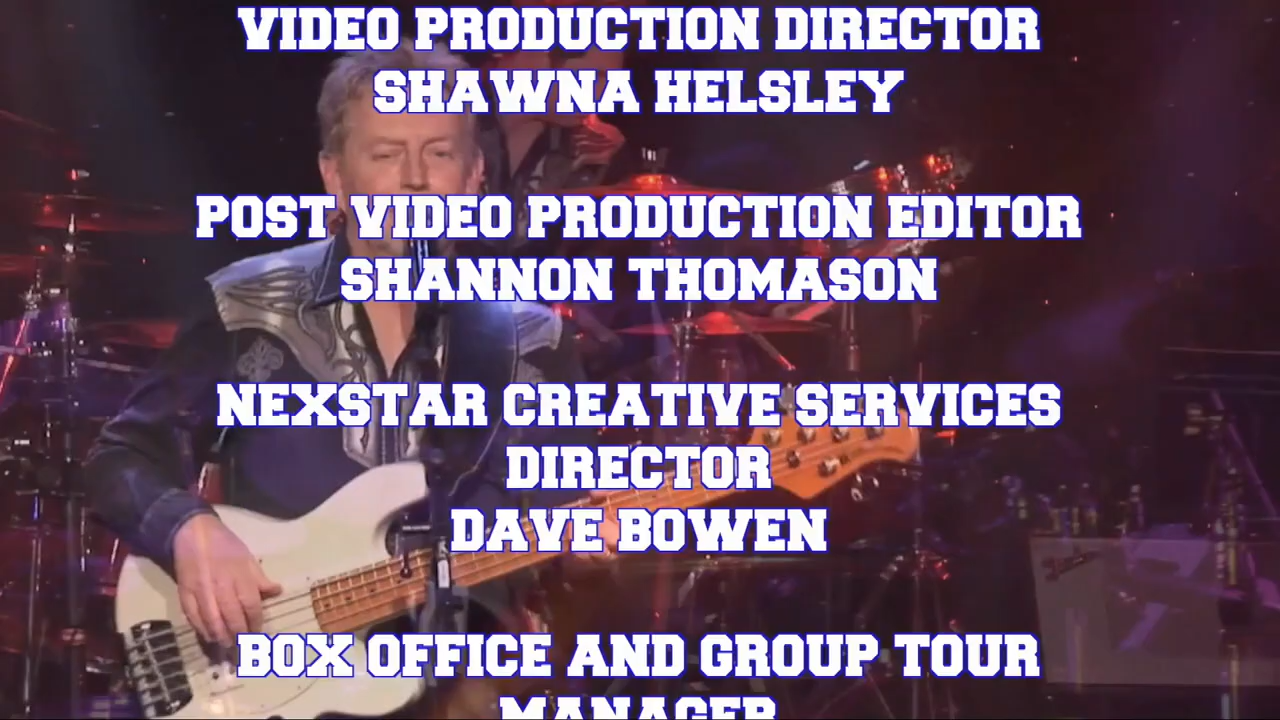 VIDEO PRODUCTION DIRECTOR
SHAWNA HELSLEY
POST VIDEO PRODUCTION EDITOR
SHANNON THOMASON
NEXSTAR CREATIVE SERVICES
DIRECTOR
DAVE BOWEN
BOX OFFICE AND GROUP TOUR
MANAGER